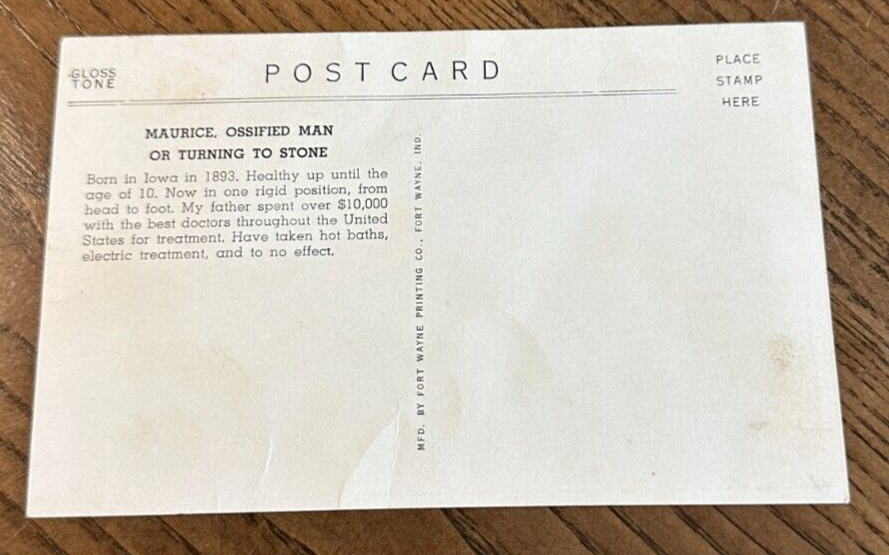 GLOSS
TONE
POST CARD
PLACE
STAMP
HERE
MAURICE, OSSIFIED MAN
OR TURNING TO STONE
Born in Iowa in 1893. Healthy up until the
age of 10. Now in one rigid position, from
head to foot. My father spent over $10,000
with the best doctors throughout the United
States for treatment. Have taken hot baths,
electric treatment, and to no effect.
MFD. BY FORT WAYNE PRINTING CO., FORT WAYNE, IND.